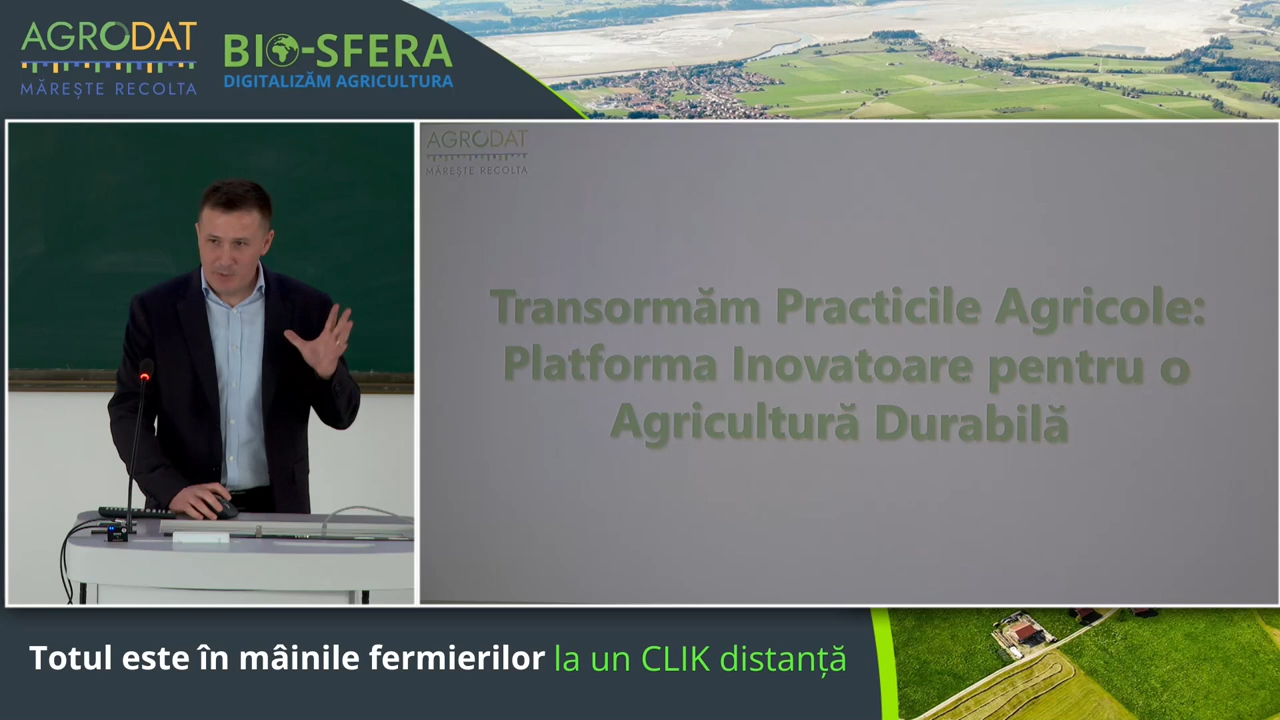 AGRODAT
MĂREȘTE RECOLTA
BIO-SFERA
DIGITALIZĂM AGRICULTURA
AGRODAT
MĂREȘTE RECOLTA
Transormăm Practicile Agricole:
Platforma Inovatoare pentru o
Agricultură Durabilă
Totul este în mâinile fermierilor la un CLIK distanță